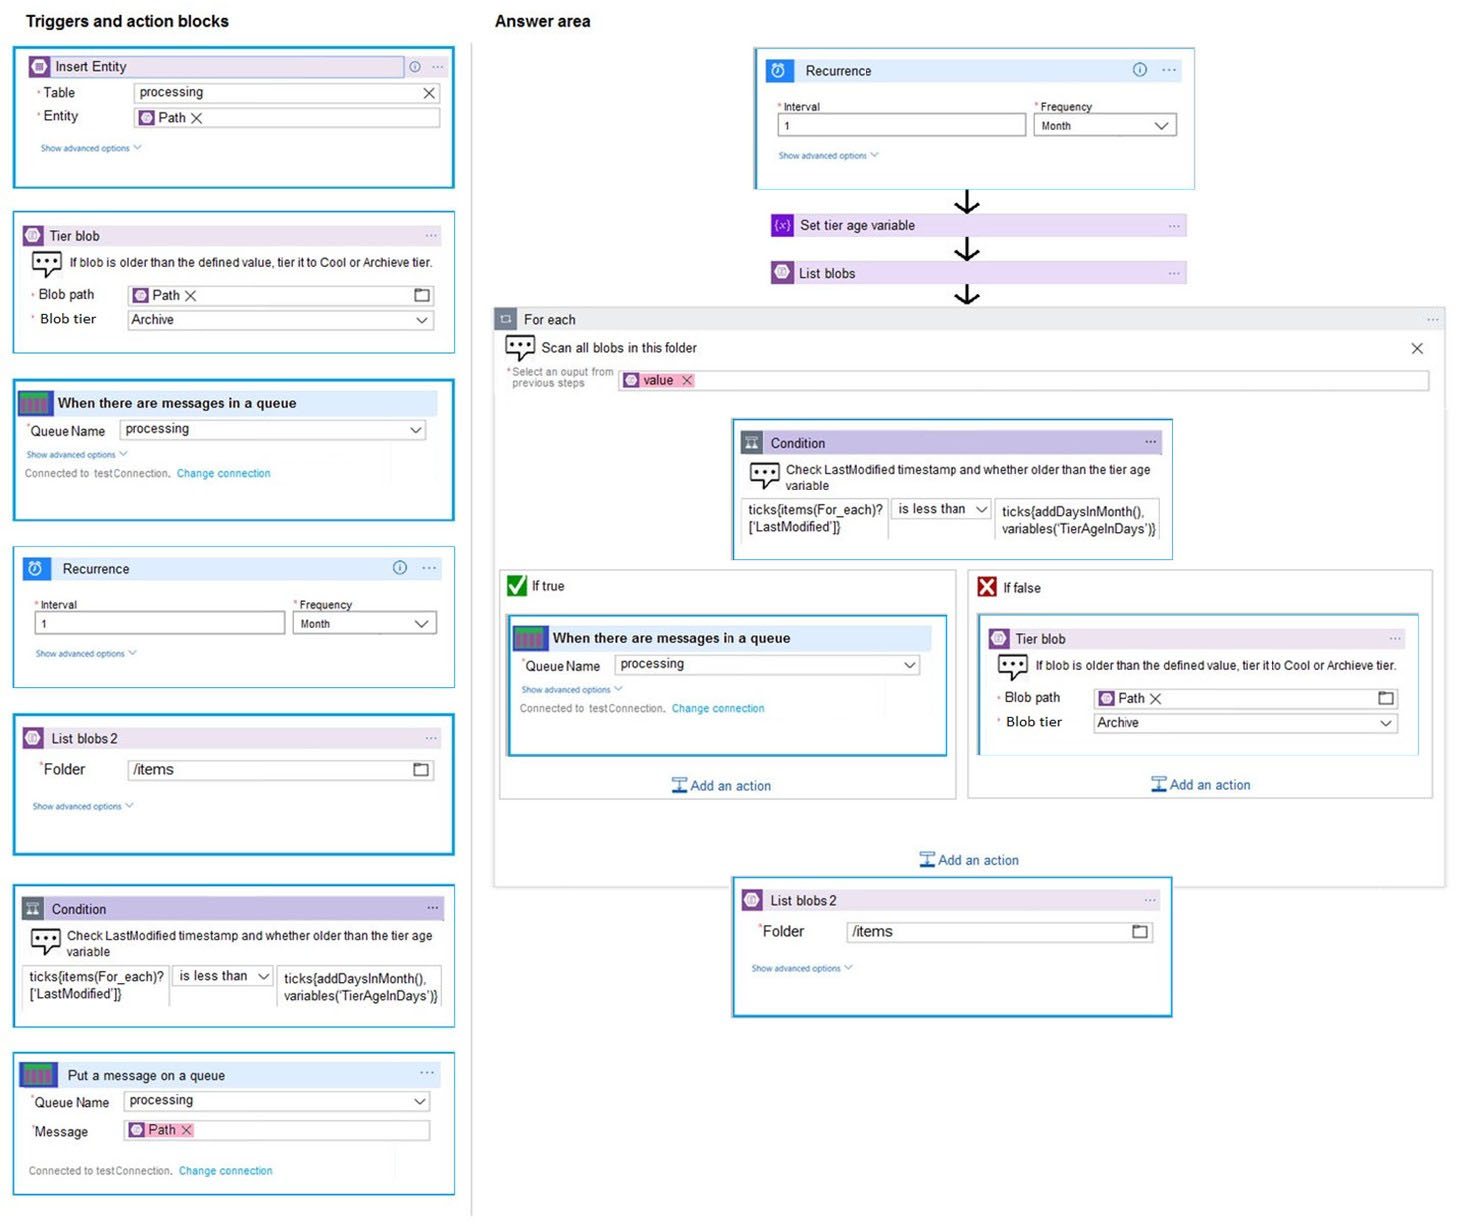 Triggers and action blocks
Insert Entity
* Table
processing
* Entity
Path
Show advanced options
Tier blob
If blob is older than the defined value, tier it to Cool or Archieve tier.
* Blob path
Path
* Blob tier
Archive
When there are messages in a queue
*Queue Name
processing
Show advanced options
Connected to testConnection. Change connection
Recurrence
* Interval
* Frequency
1
Month
Show advanced options
List blobs 2
*Folder
/items
Show advanced options
Condition
Check LastModified timestamp and whether older than the tier age
variable
ticks{items(For_each)?
['LastModified']}
is less than
ticks{addDaysInMonth(),
variables('TierAgeInDays')}
Put a message on a queue
*Queue Name
processing
*Message
Path
Connected to testConnection. Change connection
Answer area
Recurrence
* Interval
* Frequency
1
Month
Show advanced options
{x} Set tier age variable
List blobs
For each
Scan all blobs in this folder
*Select an ouput from
previous steps
value
Condition
Check LastModified timestamp and whether older than the tier age
variable
ticks{items(For_each)?
['LastModified']}
is less than
ticks{addDaysInMonth(),
variables('TierAgeInDays')}
If true
When there are messages in a queue
*Queue Name
processing
Show advanced options
Connected to testConnection. Change connection
Add an action
If false
Tier blob
If blob is older than the defined value, tier it to Cool or Archieve tier.
* Blob path
Path
* Blob tier
Archive
Add an action
Add an action
List blobs 2
*Folder
/items
Show advanced options